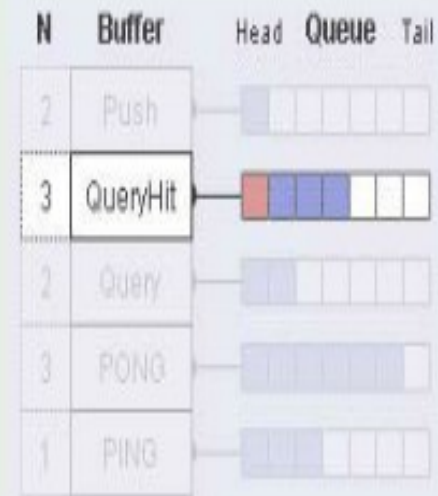 N Buffer Head Queue Tail
2 Push
3 QueryHit
2 Query
3 PONG
1 PING